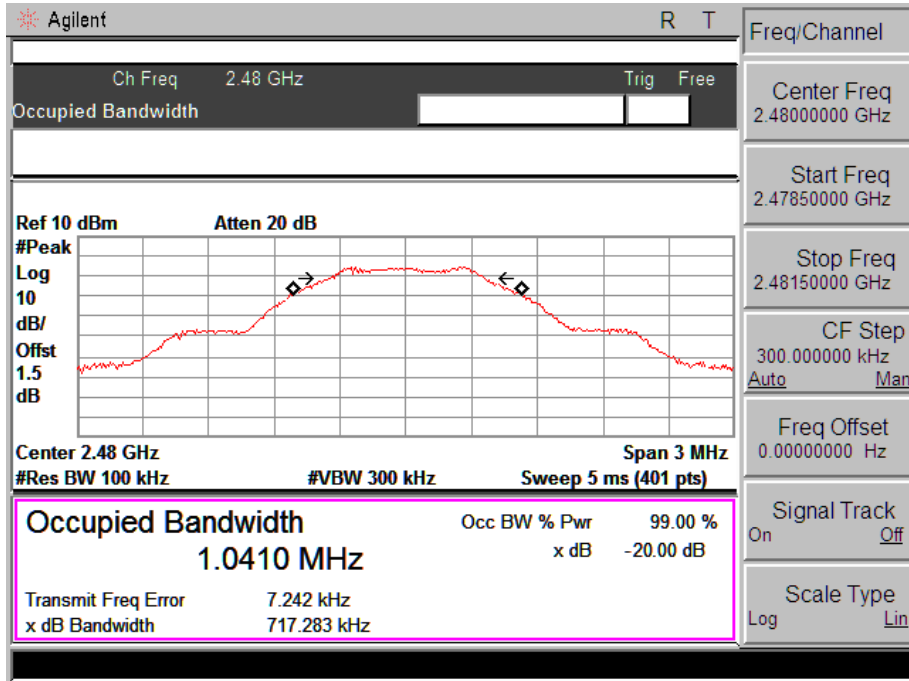 Agilent R T
Ch Freq 2.48 GHz Trig Free
Occupied Bandwidth
Ref 10 dBm Atten 20 dB
#Peak
Log
10
dB/
Offst
1.5
dB
Center 2.48 GHz Span 3 MHz
#Res BW 100 kHz #VBW 300 kHz Sweep 5 ms (401 pts)
Occupied Bandwidth
1.0410 MHz
Occ BW % Pwr 99.00 %
x dB -20.00 dB
Transmit Freq Error 7.242 kHz
x dB Bandwidth 717.283 kHz
Freq/Channel
Center Freq
2.48000000 GHz
Start Freq
2.47850000 GHz
Stop Freq
2.48150000 GHz
CF Step
300.000000 kHz
Auto Man
Freq Offset
0.00000000 Hz
Signal Track
On Off
Scale Type
Log Lin